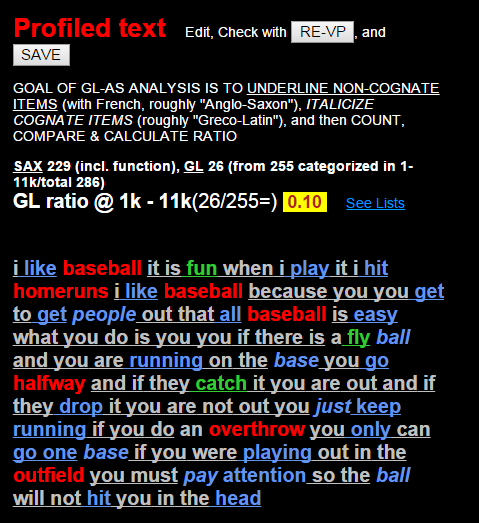 Profiled text Edit, Check with RE-VP, and
SAVE
GOAL OF GL-AS ANALYSIS IS TO UNDERLINE NON-COGNATE
ITEMS (with French, roughly "Anglo-Saxon"), ITALICIZE
COGNATE ITEMS (roughly "Greco-Latin"), and then COUNT,
COMPARE & CALCULATE RATIO
SAX 229 (incl. function), GL 26 (from 255 categorized in 1-
11k/total 286)
GL ratio @ 1k - 11k(26/255=) 0.10 See Lists
i like baseball it is fun when i play it i hit
homeruns i like baseball because you you get
to get people out that all baseball is easy
what you do is you you if there is a fly ball
and you are running on the base you go
halfway and if they catch it you are out and if
they drop it you are not out you just keep
running if you do an overthrow you only can
go one base if you were playing out in the
outfield you must pay attention so the ball
will not hit you in the head